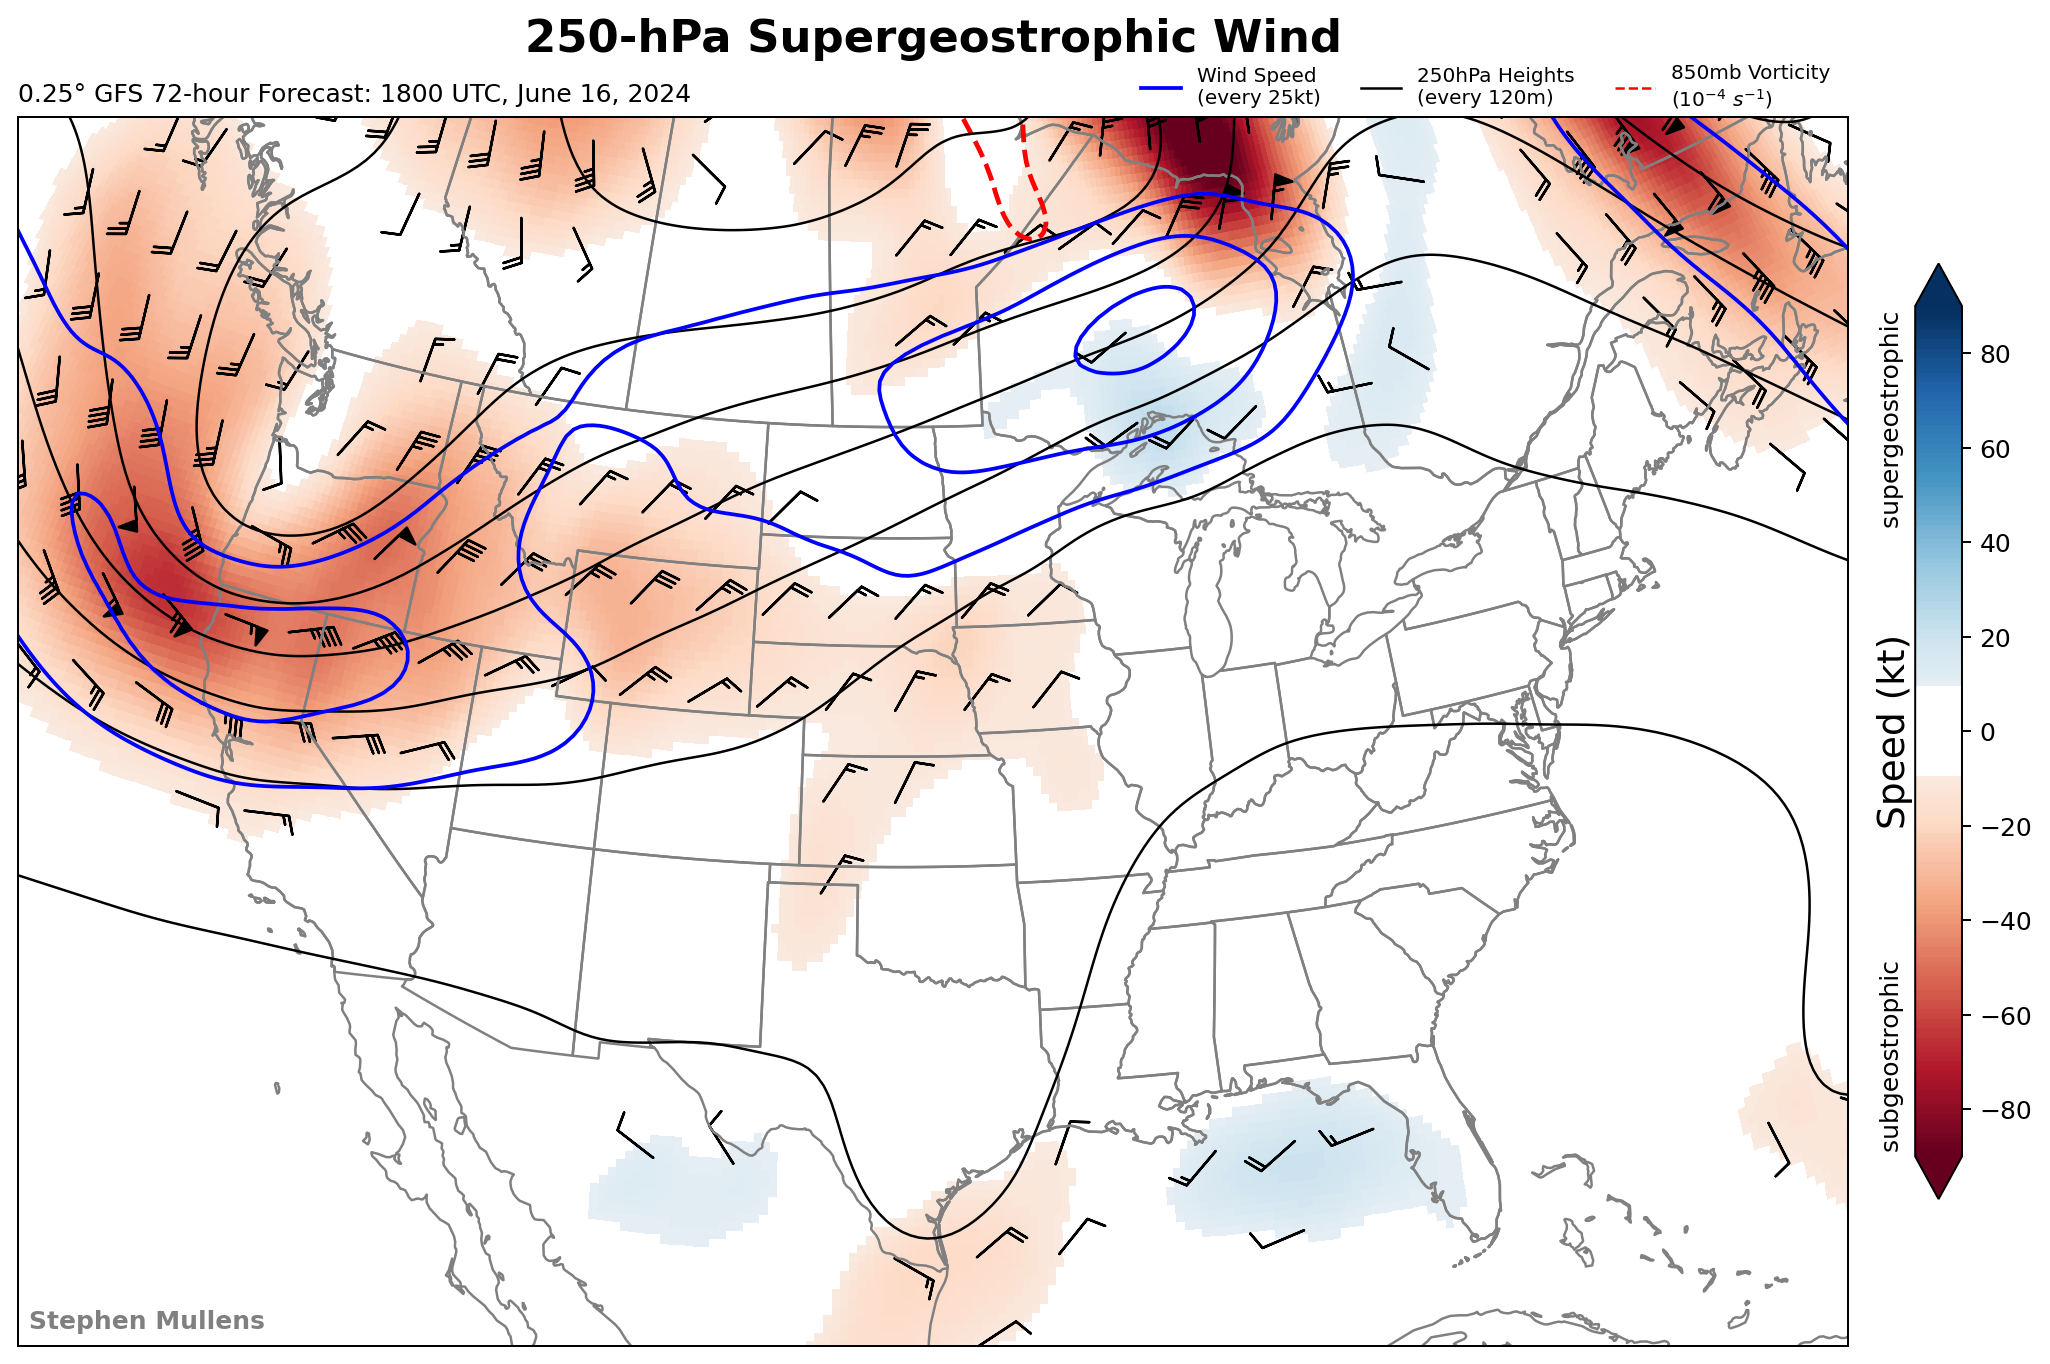 250-hPa Supergeostrophic Wind
0.25° GFS 72-hour Forecast: 1800 UTC, June 16, 2024
Wind Speed
(every 25kt)
250hPa Heights
(every 120m)
850mb Vorticity
(10⁻⁴ s⁻¹)
supergeostrophic
Speed (kt)
subgeostrophic
80
60
40
20
0
−20
−40
−60
−80
Stephen Mullens